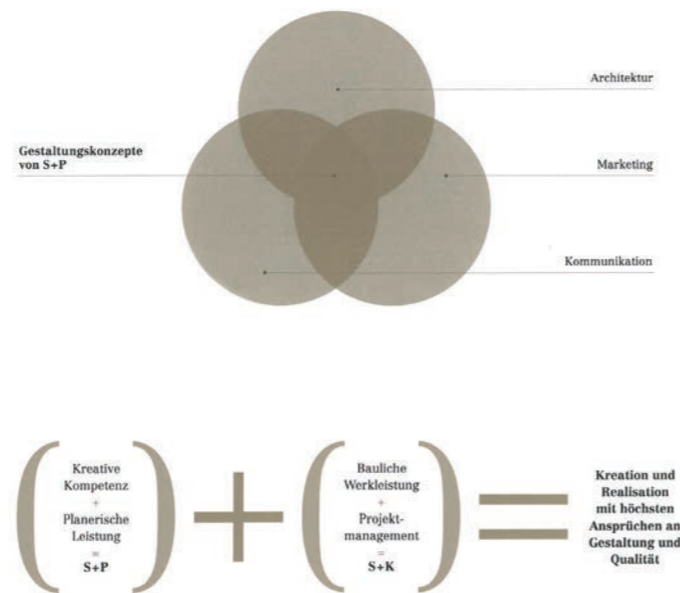 Architektur
Gestaltungskonzepte
von S+P
Marketing
Kommunikation
Kreative
Kompetenz
+
Planerische
Leistung
=
S+P
+
Bauliche
Werkleistung
+
Projekt-
management
=
S+K
=
Kreation und
Realisation
mit höchsten
Ansprüchen an
Gestaltung und
Qualität